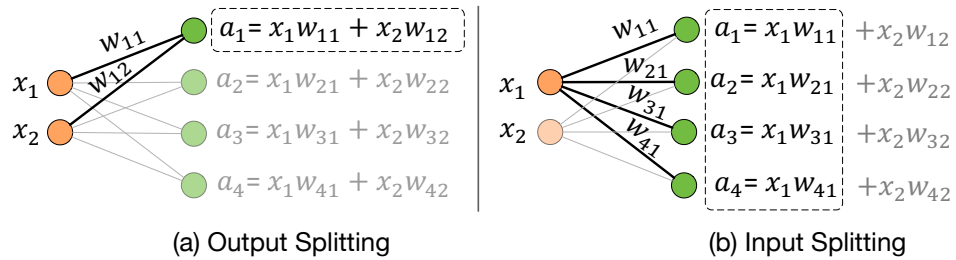 w₁₁
w₁₂
x₁
x₂
a₁= x₁w₁₁ + x₂w₁₂
a₂= x₁w₂₁ + x₂w₂₂
a₃= x₁w₃₁ + x₂w₃₂
a₄= x₁w₄₁ + x₂w₄₂
(a) Output Splitting
w₁₁
w₂₁
w₃₁
w₄₁
x₁
x₂
a₁= x₁w₁₁ +x₂w₁₂
a₂= x₁w₂₁ +x₂w₂₂
a₃= x₁w₃₁ +x₂w₃₂
a₄= x₁w₄₁ +x₂w₄₂
(b) Input Splitting